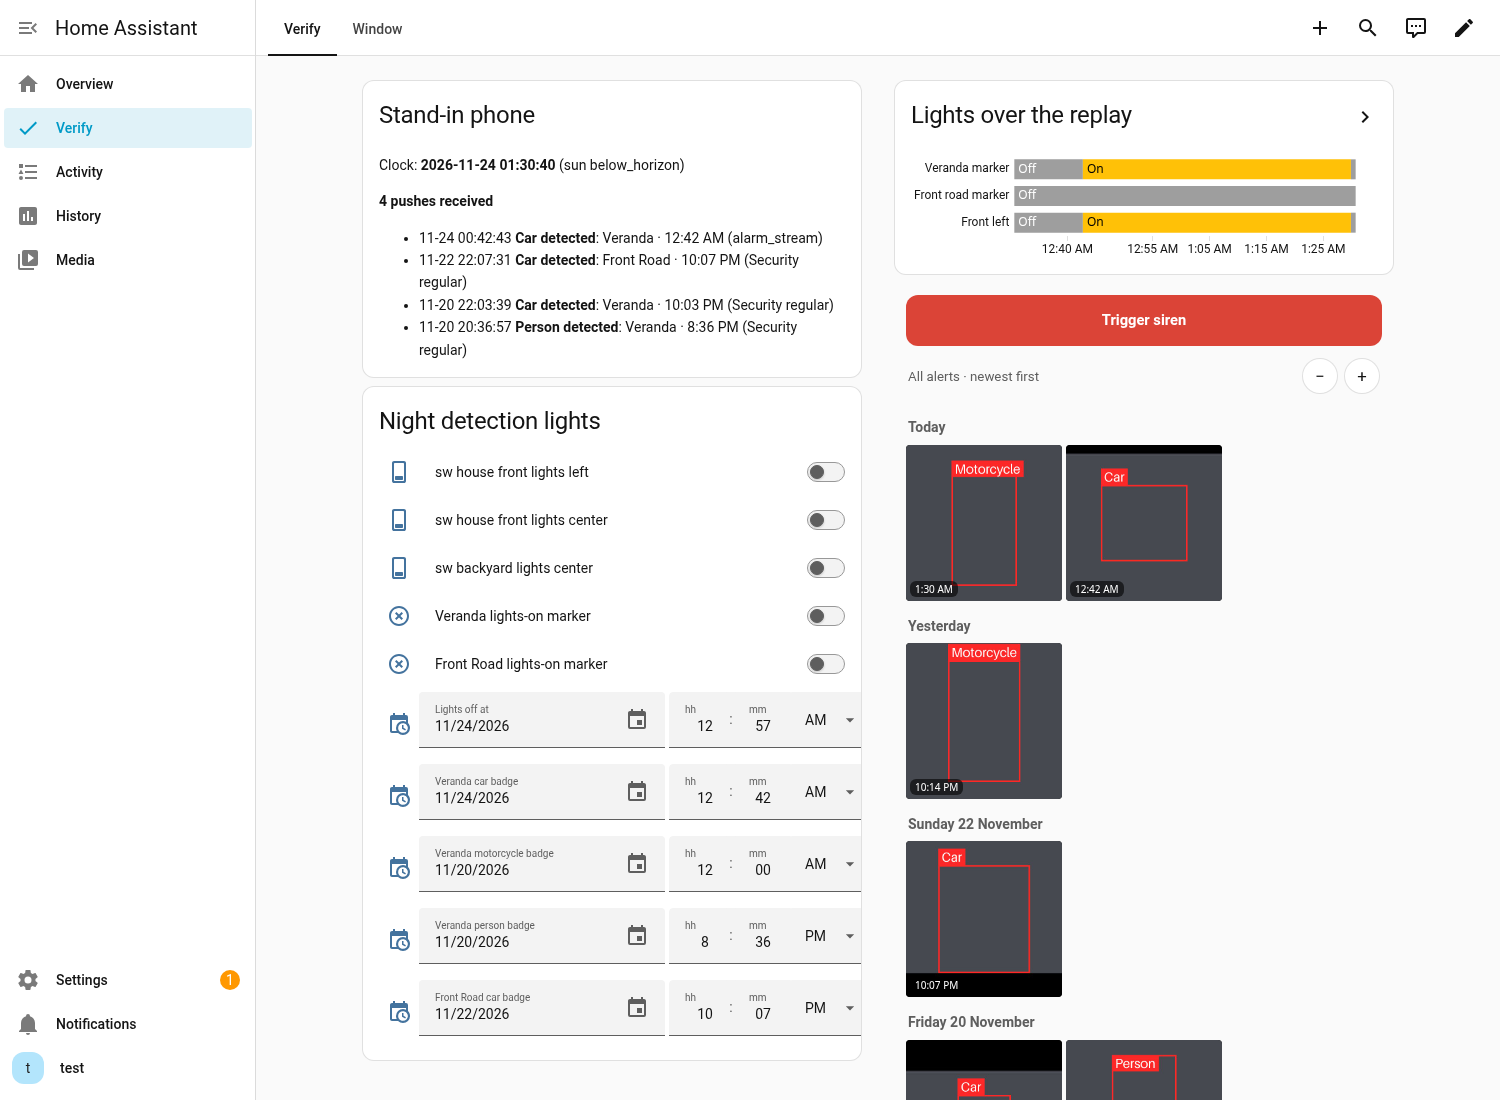 Home Assistant
Verify
Window
Overview
Verify
Activity
History
Media
Settings
1
Notifications
t
test
Stand-in phone
Clock: 2026-11-24 01:30:40 (sun below_horizon)
4 pushes received
• 11-24 00:42:43 Car detected: Veranda · 12:42 AM (alarm_stream)
• 11-22 22:07:31 Car detected: Front Road · 10:07 PM (Security
regular)
• 11-20 22:03:39 Car detected: Veranda · 10:03 PM (Security regular)
• 11-20 20:36:57 Person detected: Veranda · 8:36 PM (Security
regular)
Night detection lights
sw house front lights left
sw house front lights center
sw backyard lights center
Veranda lights-on marker
Front Road lights-on marker
Lights off at
11/24/2026
hh
12
:
mm
57
AM
Veranda car badge
11/24/2026
hh
12
:
mm
42
AM
Veranda motorcycle badge
11/20/2026
hh
12
:
mm
00
AM
Veranda person badge
11/20/2026
hh
8
:
mm
36
PM
Front Road car badge
11/22/2026
hh
10
:
mm
07
PM
Lights over the replay
Veranda marker Off On
Front road marker Off
Front left Off On
12:40 AM 12:55 AM 1:05 AM 1:15 AM 1:25 AM
Trigger siren
All alerts · newest first
− +
Today
Motorcycle
1:30 AM
Car
12:42 AM
Yesterday
Motorcycle
10:14 PM
Sunday 22 November
Car
10:07 PM
Friday 20 November
Car
Person